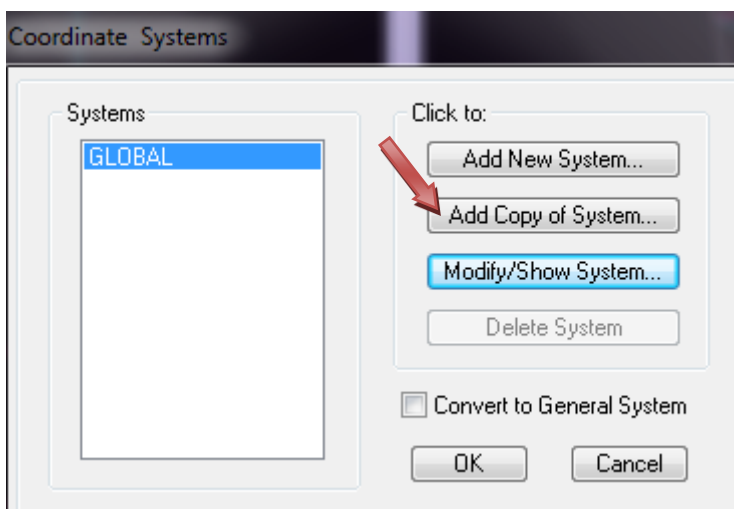 Coordinate Systems
Systems
GLOBAL
Click to:
Add New System...
Add Copy of System...
Modify/Show System...
Delete System
Convert to General System
OK
Cancel